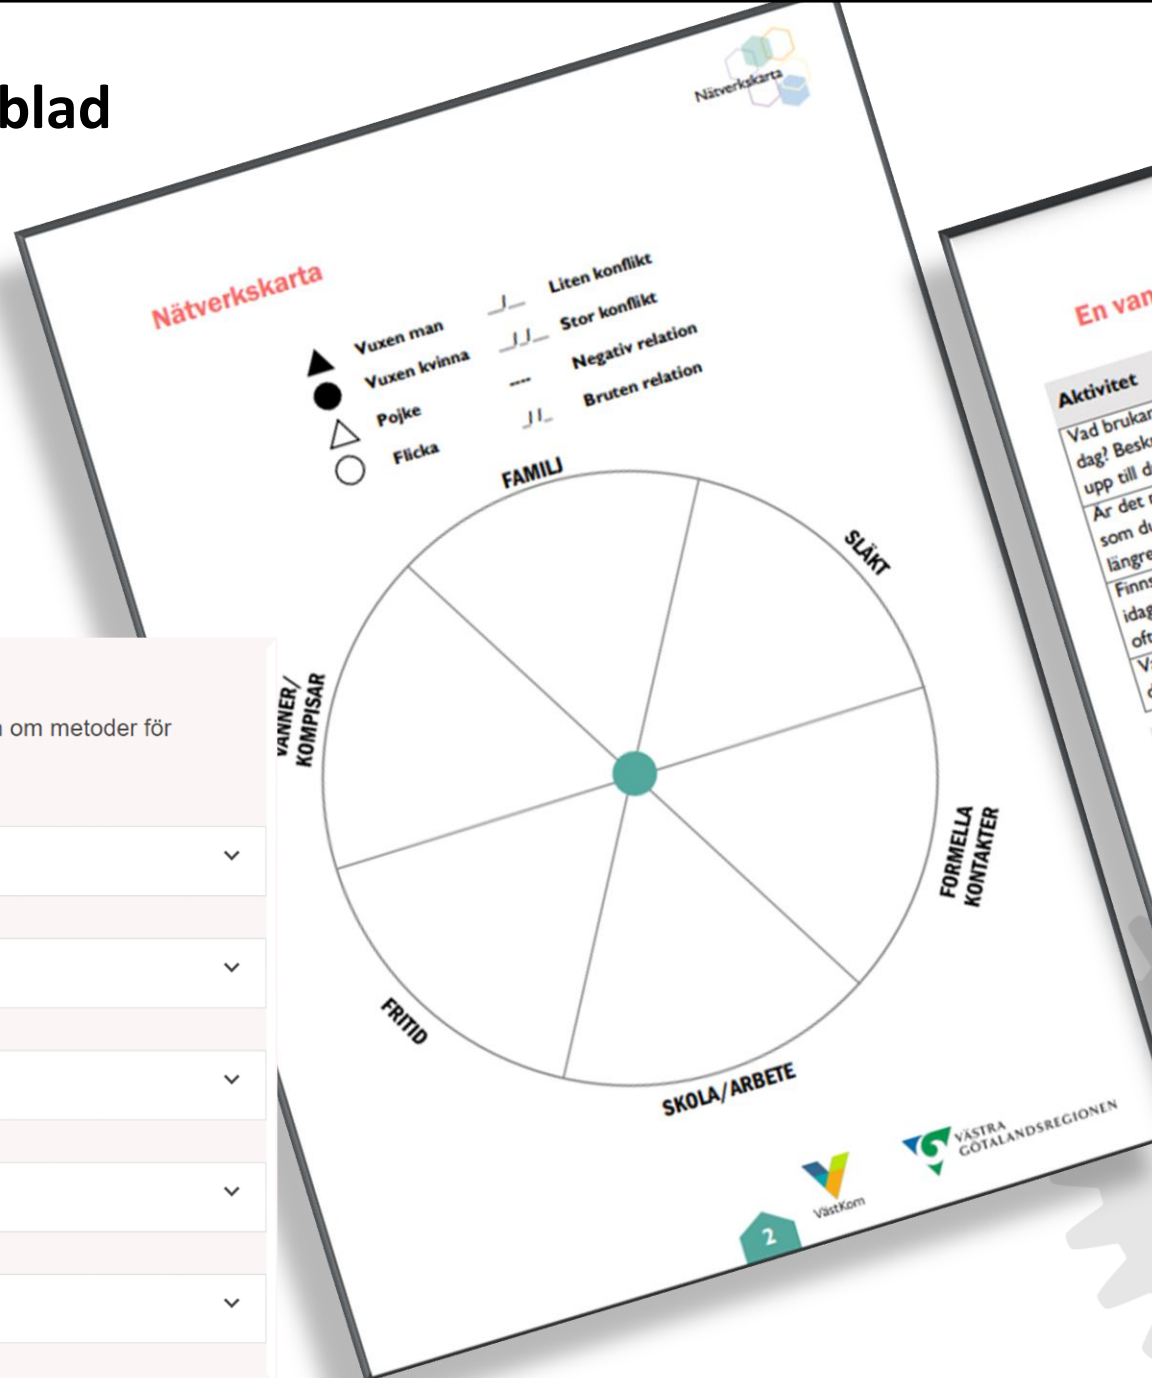 blad
Nätverkskarta
Nätverkskarta
Vuxen man
Vuxen kvinna
Pojke
Flicka
_/_ Liten konflikt
_/_/_ Stor konflikt
---- Negativ relation
_/ /_ Bruten relation
FAMILJ
SLÄKT
VÄNNER/
KOMPISAR
FORMELLA
KONTAKTER
FRITID
SKOLA/ARBETE
VästKom
VÄSTRA
GÖTALANDSREGIONEN
2
om metoder för
En van
Aktivitet
Vad brukar
dag? Beskr
upp till d
Är det
som du
längre
Finns
idag
oft